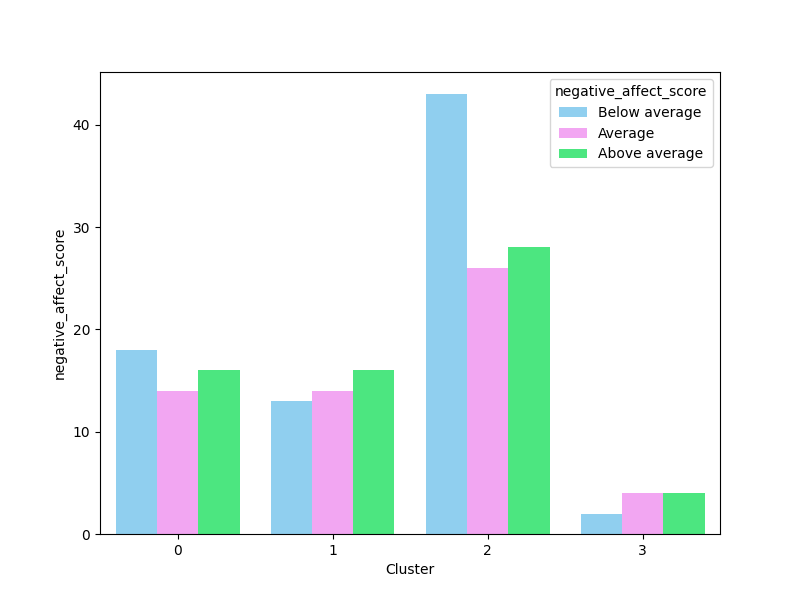 negative_affect_score
Below average
Average
Above average
negative_affect_score
40
30
20
10
0
0 1 2 3
Cluster